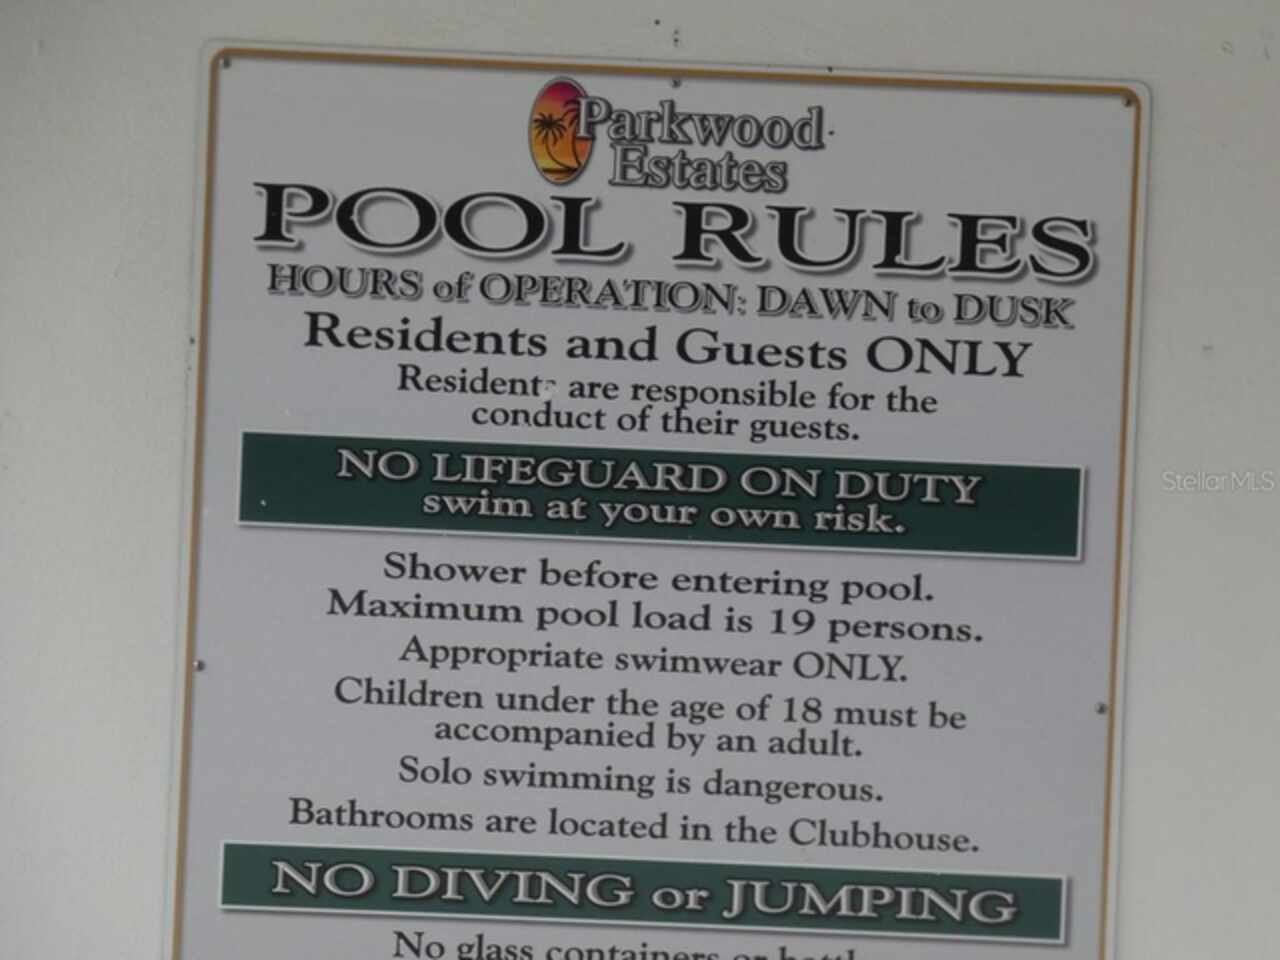 Parkwood
Estates
POOL RULES
HOURS of OPERATION: DAWN to DUSK
Residents and Guests ONLY
Residents are responsible for the
conduct of their guests.
NO LIFEGUARD ON DUTY
swim at your own risk.
Shower before entering pool.
Maximum pool load is 19 persons.
Appropriate swimwear ONLY.
Children under the age of 18 must be
accompanied by an adult.
Solo swimming is dangerous.
Bathrooms are located in the Clubhouse.
NO DIVING or JUMPING
No glass containers or
Stellar MLS